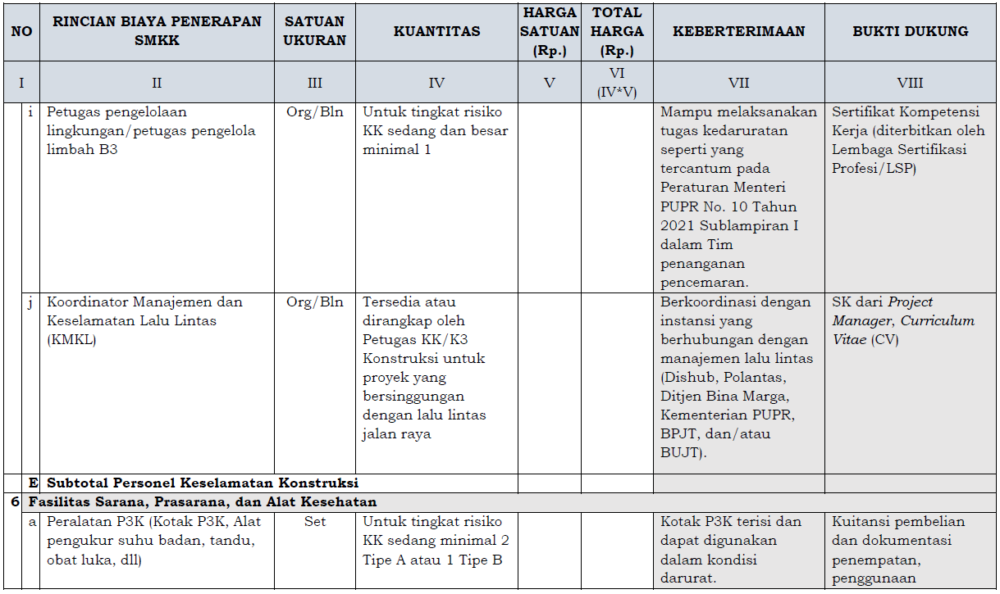 NO
RINCIAN BIAYA PENERAPAN
SMKK
SATUAN
UKURAN
KUANTITAS
HARGA
SATUAN
(Rp.)
TOTAL
HARGA
(Rp.)
KEBERTERIMAAN
BUKTI DUKUNG
I
II
III
IV
V
VI
(IV*V)
VII
VIII
i
Petugas pengelolaan
lingkungan/petugas pengelola
limbah B3
Org/Bln
Untuk tingkat risiko
KK sedang dan besar
minimal 1
Mampu melaksanakan
tugas kedaruratan
seperti yang
tercantum pada
Peraturan Menteri
PUPR No. 10 Tahun
2021 Sublampiran I
dalam Tim
penanganan
pencemaran.
Sertifikat Kompetensi
Kerja (diterbitkan oleh
Lembaga Sertifikasi
Profesi/LSP)
j
Koordinator Manajemen dan
Keselamatan Lalu Lintas
(KMKL)
Org/Bln
Tersedia atau
dirangkap oleh
Petugas KK/K3
Konstruksi untuk
proyek yang
bersinggungan
dengan lalu lintas
jalan raya
Berkoordinasi dengan
instansi yang
berhubungan dengan
manajemen lalu lintas
(Dishub, Polantas,
Ditjen Bina Marga,
Kementerian PUPR,
BPJT, dan/atau
BUJT).
SK dari Project
Manager, Curriculum
Vitae (CV)
E Subtotal Personel Keselamatan Konstruksi
6 Fasilitas Sarana, Prasarana, dan Alat Kesehatan
a
Peralatan P3K (Kotak P3K, Alat
pengukur suhu badan, tandu,
obat luka, dll)
Set
Untuk tingkat risiko
KK sedang minimal 2
Tipe A atau 1 Tipe B
Kotak P3K terisi dan
dapat digunakan
dalam kondisi
darurat.
Kuitansi pembelian
dan dokumentasi
penempatan,
penggunaan